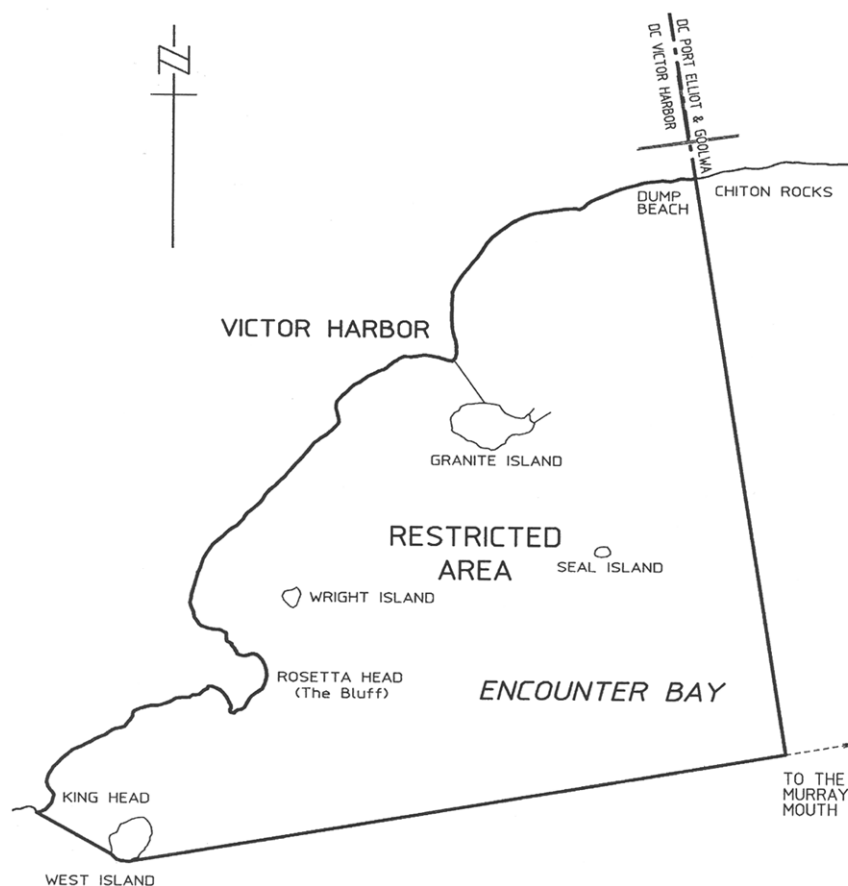 N
DC PORT ELLIOT & GOOLWA
DC VICTOR HARBOR
DUMP
BEACH
CHITON ROCKS
VICTOR HARBOR
GRANITE ISLAND
RESTRICTED
AREA
SEAL ISLAND
WRIGHT ISLAND
ROSETTA HEAD
(The Bluff)
ENCOUNTER BAY
KING HEAD
TO THE
MURRAY
MOUTH
WEST ISLAND